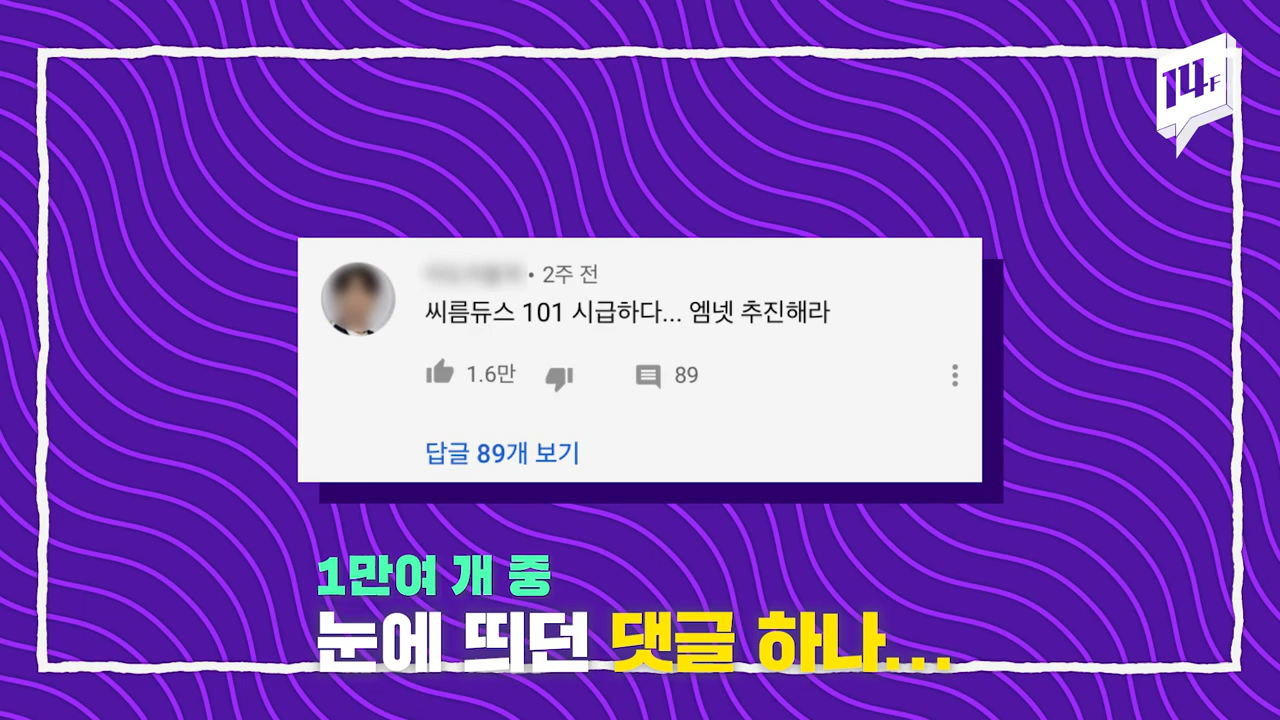 14F
• 2주 전
씨름듀스 101 시급하다... 엠넷 추진해라
1.6만 89
답글 89개 보기
1만여 개 중
눈에 띄던 댓글 하나...